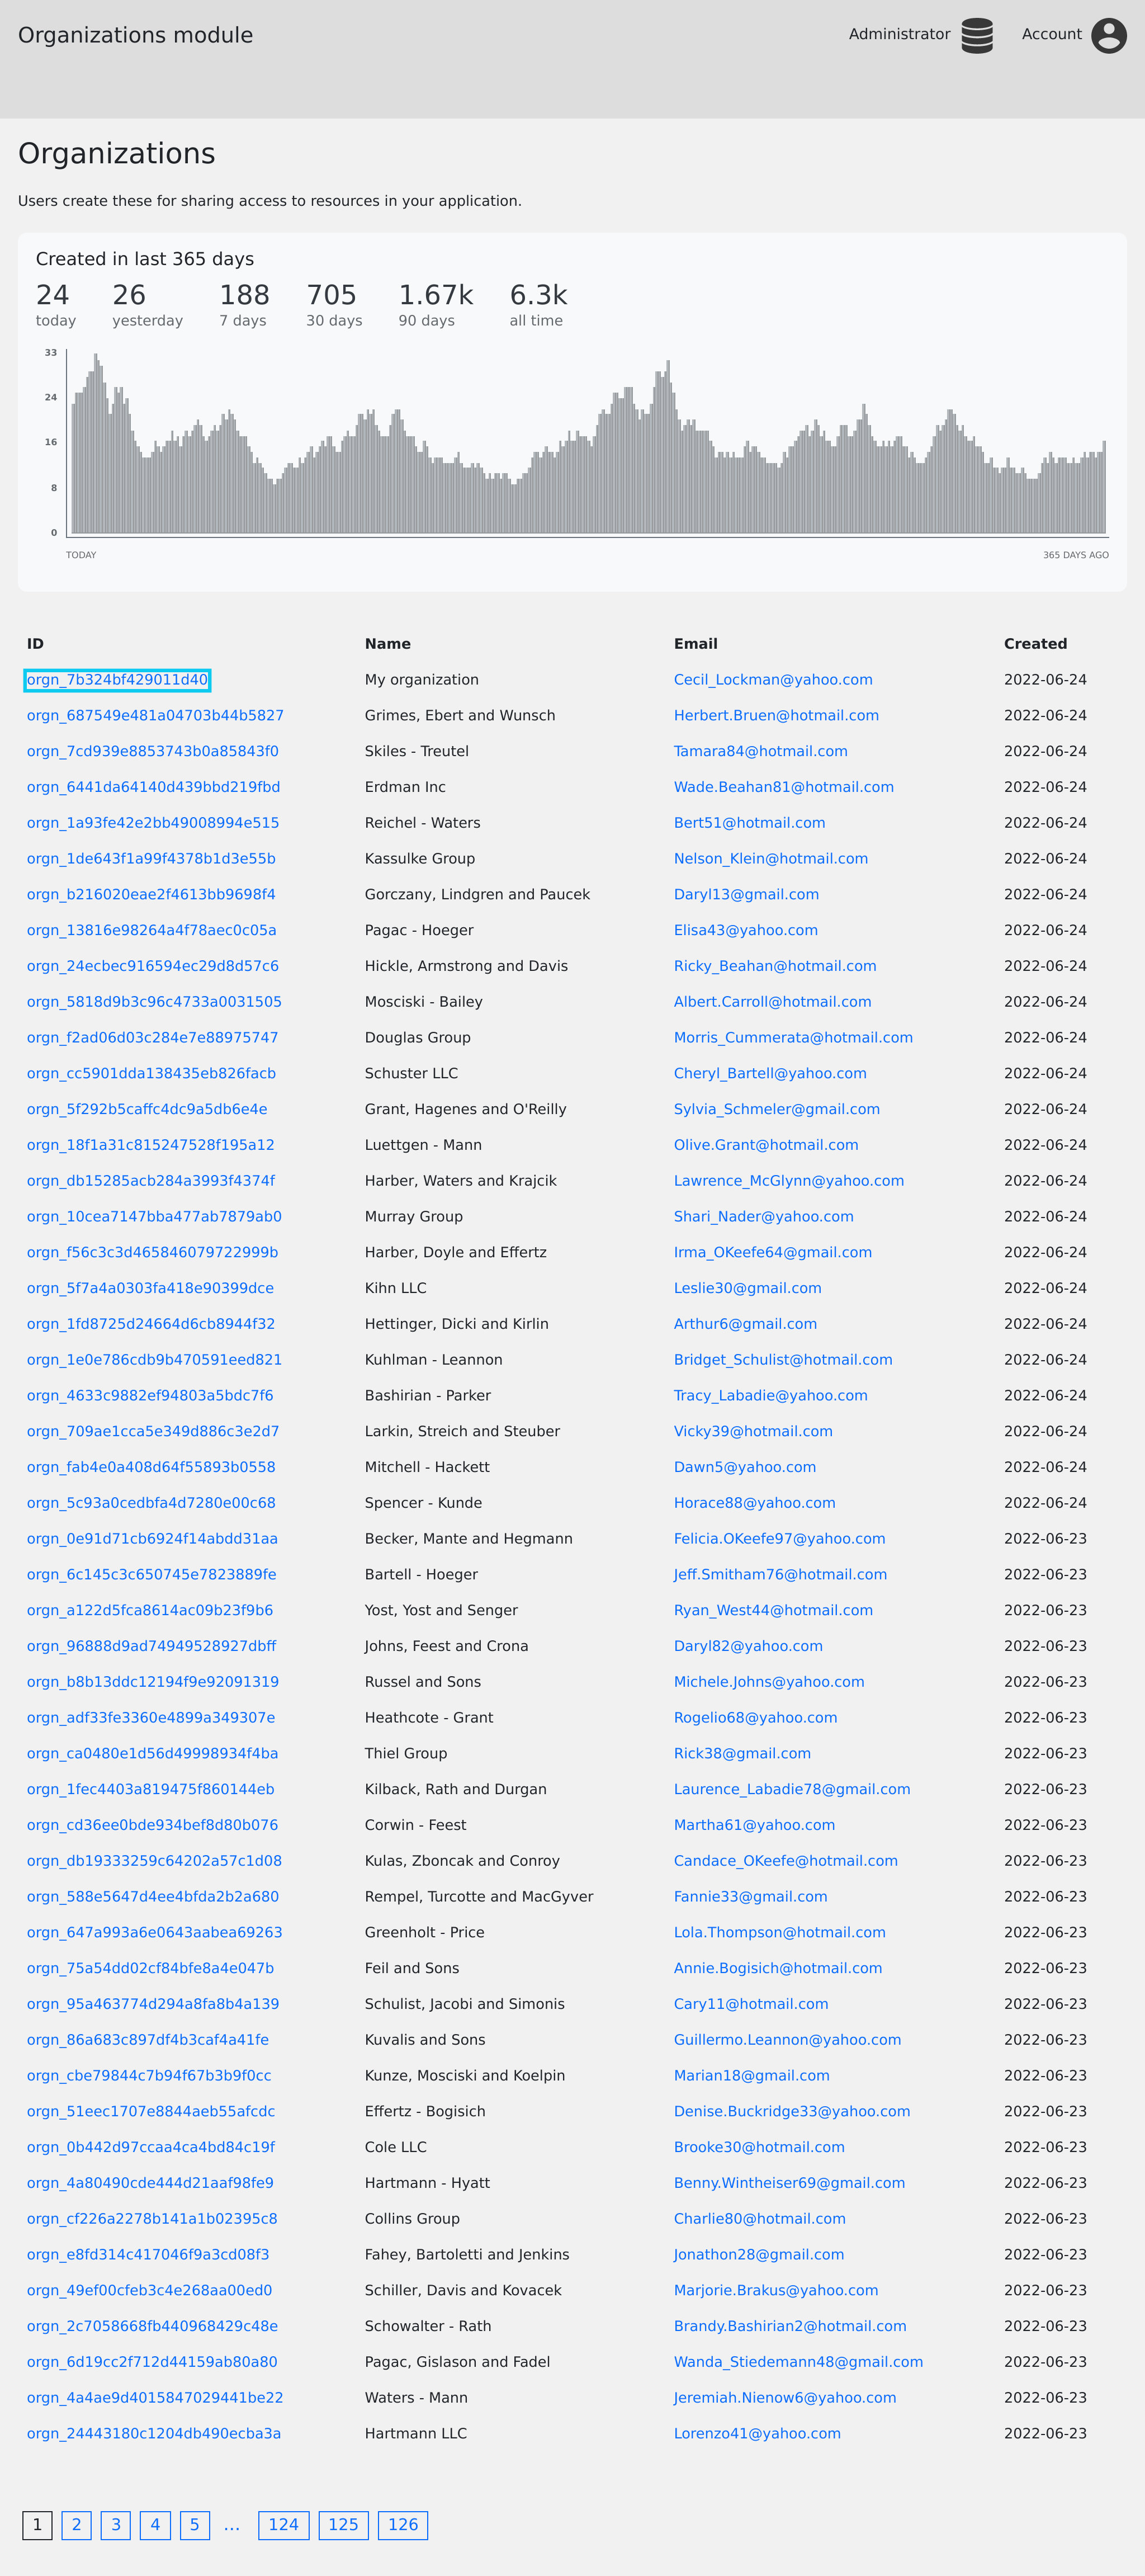 Organizations module Administrator Account
Organizations
Users create these for sharing access to resources in your application.
Created in last 365 days
24 26 188 705 1.67k 6.3k
today yesterday 7 days 30 days 90 days all time
33
24
16
8
0
TODAY 365 DAYS AGO
ID Name Email Created
orgn_7b324bf429011d40 My organization Cecil_Lockman@yahoo.com 2022-06-24
orgn_687549e481a04703b44b5827 Grimes, Ebert and Wunsch Herbert.Bruen@hotmail.com 2022-06-24
orgn_7cd939e8853743b0a85843f0 Skiles - Treutel Tamara84@hotmail.com 2022-06-24
orgn_6441da64140d439bbd219fbd Erdman Inc Wade.Beahan81@hotmail.com 2022-06-24
orgn_1a93fe42e2bb49008994e515 Reichel - Waters Bert51@hotmail.com 2022-06-24
orgn_1de643f1a99f4378b1d3e55b Kassulke Group Nelson_Klein@hotmail.com 2022-06-24
orgn_b216020eae2f4613bb9698f4 Gorczany, Lindgren and Paucek Daryl13@gmail.com 2022-06-24
orgn_13816e98264a4f78aec0c05a Pagac - Hoeger Elisa43@yahoo.com 2022-06-24
orgn_24ecbec916594ec29d8d57c6 Hickle, Armstrong and Davis Ricky_Beahan@hotmail.com 2022-06-24
orgn_5818d9b3c96c4733a0031505 Mosciski - Bailey Albert.Carroll@hotmail.com 2022-06-24
orgn_f2ad06d03c284e7e88975747 Douglas Group Morris_Cummerata@hotmail.com 2022-06-24
orgn_cc5901dda138435eb826facb Schuster LLC Cheryl_Bartell@yahoo.com 2022-06-24
orgn_5f292b5caffc4dc9a5db6e4e Grant, Hagenes and O'Reilly Sylvia_Schmeler@gmail.com 2022-06-24
orgn_18f1a31c815247528f195a12 Luettgen - Mann Olive.Grant@hotmail.com 2022-06-24
orgn_db15285acb284a3993f4374f Harber, Waters and Krajcik Lawrence_McGlynn@yahoo.com 2022-06-24
orgn_10cea7147bba477ab7879ab0 Murray Group Shari_Nader@yahoo.com 2022-06-24
orgn_f56c3c3d465846079722999b Harber, Doyle and Effertz Irma_OKeefe64@gmail.com 2022-06-24
orgn_5f7a4a0303fa418e90399dce Kihn LLC Leslie30@gmail.com 2022-06-24
orgn_1fd8725d24664d6cb8944f32 Hettinger, Dicki and Kirlin Arthur6@gmail.com 2022-06-24
orgn_1e0e786cdb9b470591eed821 Kuhlman - Leannon Bridget_Schulist@hotmail.com 2022-06-24
orgn_4633c9882ef94803a5bdc7f6 Bashirian - Parker Tracy_Labadie@yahoo.com 2022-06-24
orgn_709ae1cca5e349d886c3e2d7 Larkin, Streich and Steuber Vicky39@hotmail.com 2022-06-24
orgn_fab4e0a408d64f55893b0558 Mitchell - Hackett Dawn5@yahoo.com 2022-06-24
orgn_5c93a0cedbfa4d7280e00c68 Spencer - Kunde Horace88@yahoo.com 2022-06-24
orgn_0e91d71cb6924f14abdd31aa Becker, Mante and Hegmann Felicia.OKeefe97@yahoo.com 2022-06-23
orgn_6c145c3c650745e7823889fe Bartell - Hoeger Jeff.Smitham76@hotmail.com 2022-06-23
orgn_a122d5fca8614ac09b23f9b6 Yost, Yost and Senger Ryan_West44@hotmail.com 2022-06-23
orgn_96888d9ad74949528927dbff Johns, Feest and Crona Daryl82@yahoo.com 2022-06-23
orgn_b8b13ddc12194f9e92091319 Russel and Sons Michele.Johns@yahoo.com 2022-06-23
orgn_adf33fe3360e4899a349307e Heathcote - Grant Rogelio68@yahoo.com 2022-06-23
orgn_ca0480e1d56d49998934f4ba Thiel Group Rick38@gmail.com 2022-06-23
orgn_1fec4403a819475f860144eb Kilback, Rath and Durgan Laurence_Labadie78@gmail.com 2022-06-23
orgn_cd36ee0bde934bef8d80b076 Corwin - Feest Martha61@yahoo.com 2022-06-23
orgn_db19333259c64202a57c1d08 Kulas, Zboncak and Conroy Candace_OKeefe@hotmail.com 2022-06-23
orgn_588e5647d4ee4bfda2b2a680 Rempel, Turcotte and MacGyver Fannie33@gmail.com 2022-06-23
orgn_647a993a6e0643aabea69263 Greenholt - Price Lola.Thompson@hotmail.com 2022-06-23
orgn_75a54dd02cf84bfe8a4e047b Feil and Sons Annie.Bogisich@hotmail.com 2022-06-23
orgn_95a463774d294a8fa8b4a139 Schulist, Jacobi and Simonis Cary11@hotmail.com 2022-06-23
orgn_86a683c897df4b3caf4a41fe Kuvalis and Sons Guillermo.Leannon@yahoo.com 2022-06-23
orgn_cbe79844c7b94f67b3b9f0cc Kunze, Mosciski and Koelpin Marian18@gmail.com 2022-06-23
orgn_51eec1707e8844aeb55afcdc Effertz - Bogisich Denise.Buckridge33@yahoo.com 2022-06-23
orgn_0b442d97ccaa4ca4bd84c19f Cole LLC Brooke30@hotmail.com 2022-06-23
orgn_4a80490cde444d21aaf98fe9 Hartmann - Hyatt Benny.Wintheiser69@gmail.com 2022-06-23
orgn_cf226a2278b141a1b02395c8 Collins Group Charlie80@hotmail.com 2022-06-23
orgn_e8fd314c417046f9a3cd08f3 Fahey, Bartoletti and Jenkins Jonathon28@gmail.com 2022-06-23
orgn_49ef00cfeb3c4e268aa00ed0 Schiller, Davis and Kovacek Marjorie.Brakus@yahoo.com 2022-06-23
orgn_2c7058668fb440968429c48e Schowalter - Rath Brandy.Bashirian2@hotmail.com 2022-06-23
orgn_6d19cc2f712d44159ab80a80 Pagac, Gislason and Fadel Wanda_Stiedemann48@gmail.com 2022-06-23
orgn_4a4ae9d4015847029441be22 Waters - Mann Jeremiah.Nienow6@yahoo.com 2022-06-23
orgn_24443180c1204db490ecba3a Hartmann LLC Lorenzo41@yahoo.com 2022-06-23
1 2 3 4 5 … 124 125 126